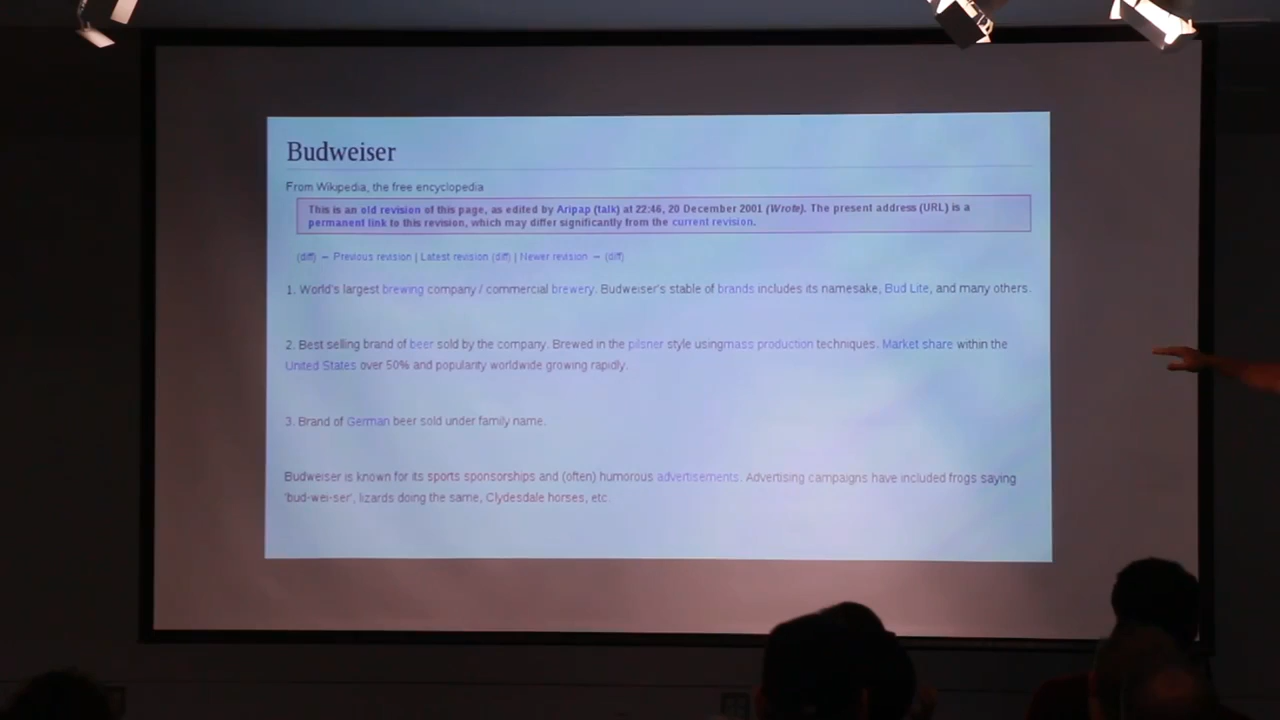 Budweiser
From Wikipedia, the free encyclopedia
This is an old revision of this page, as edited by Aripap (talk) at 22:46, 20 December 2001 (Wrote). The present address (URL) is a
permanent link to this revision, which may differ significantly from the current revision.
(diff) ← Previous revision | Latest revision (diff) | Newer revision → (diff)
1. World's largest brewing company / commercial brewery. Budweiser's stable of brands includes its namesake, Bud Lite, and many others.
2. Best selling brand of beer sold by the company. Brewed in the pilsner style usingmass production techniques. Market share within the
United States over 50% and popularity worldwide growing rapidly.
3. Brand of German beer sold under family name.
Budweiser is known for its sports sponsorships and (often) humorous advertisements. Advertising campaigns have included frogs saying
'bud-wei-ser', lizards doing the same, Clydesdale horses, etc.